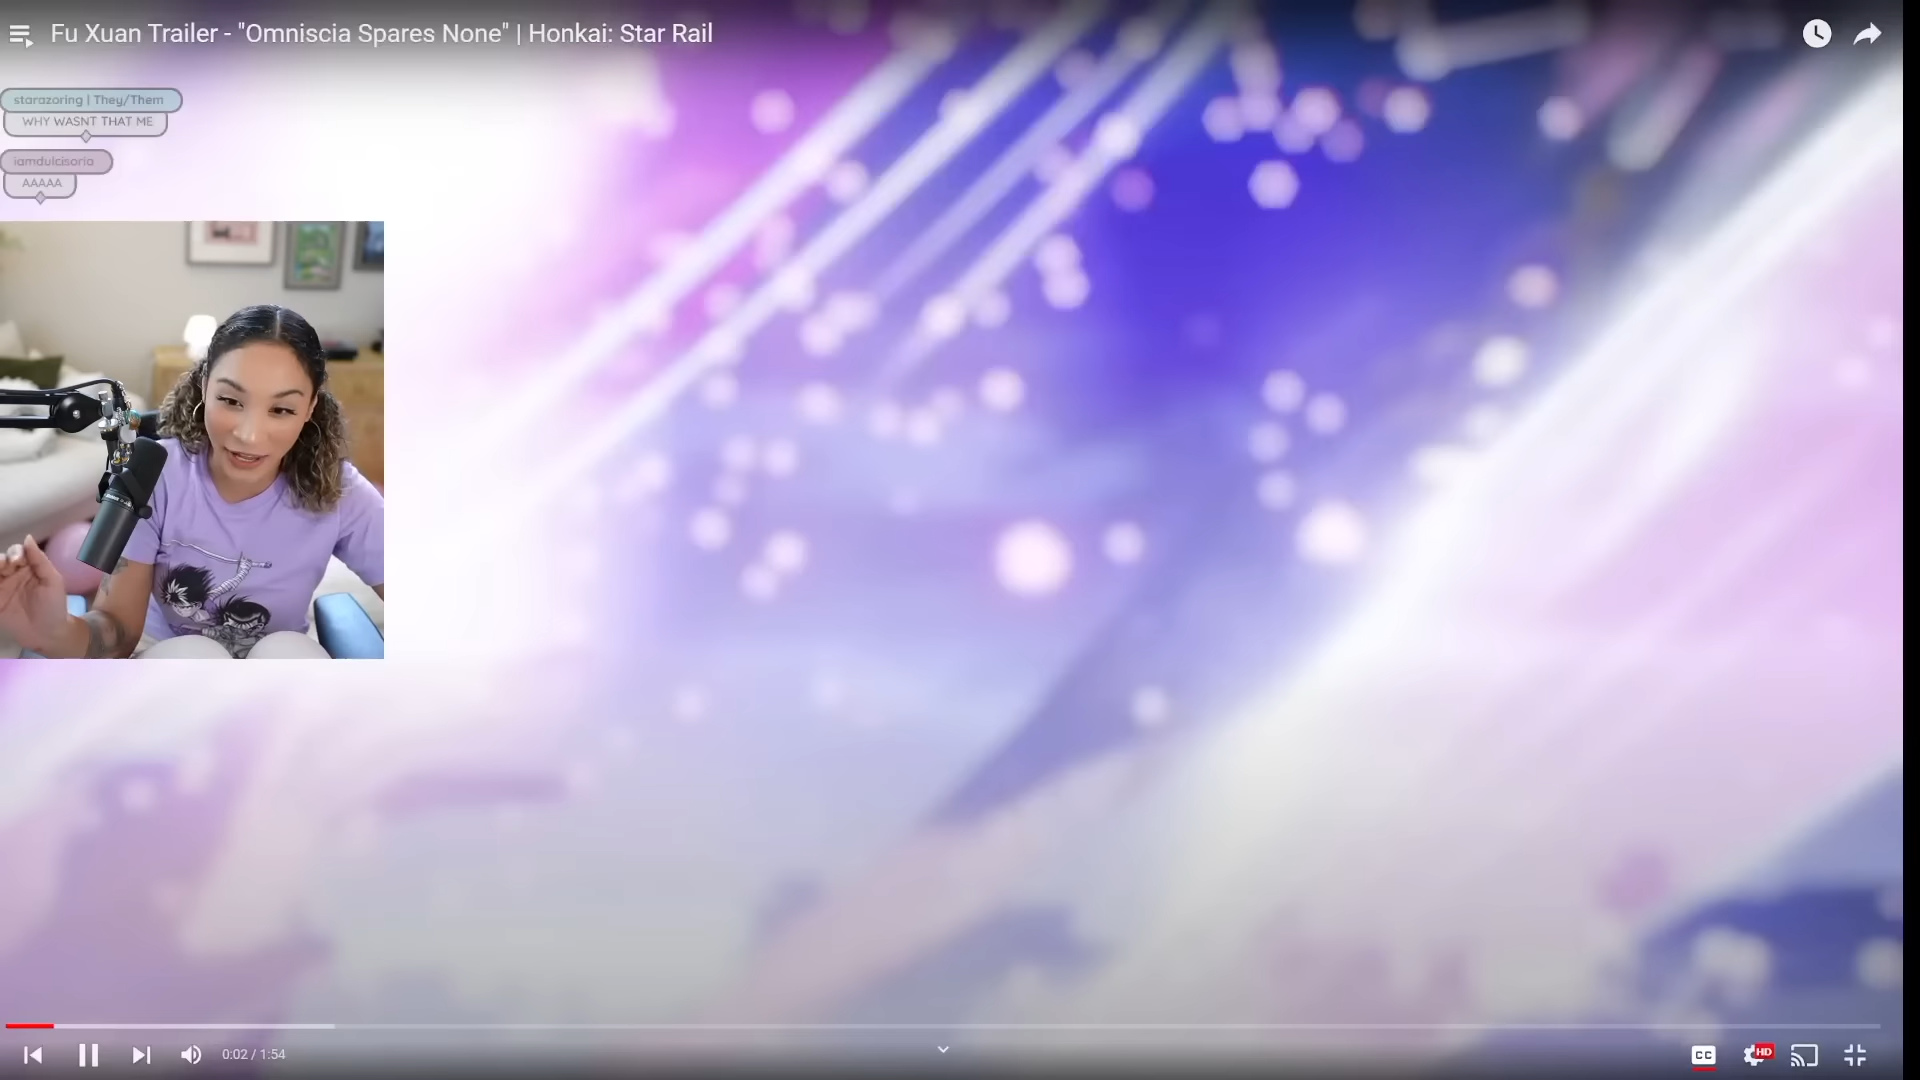 Fu Xuan Trailer - "Omniscia Spares None" | Honkai: Star Rail
starazoring | They/Them
WHY WASNT THAT ME
iamdulcisoria
AAAAA
0:02 / 1:54
CC
HD